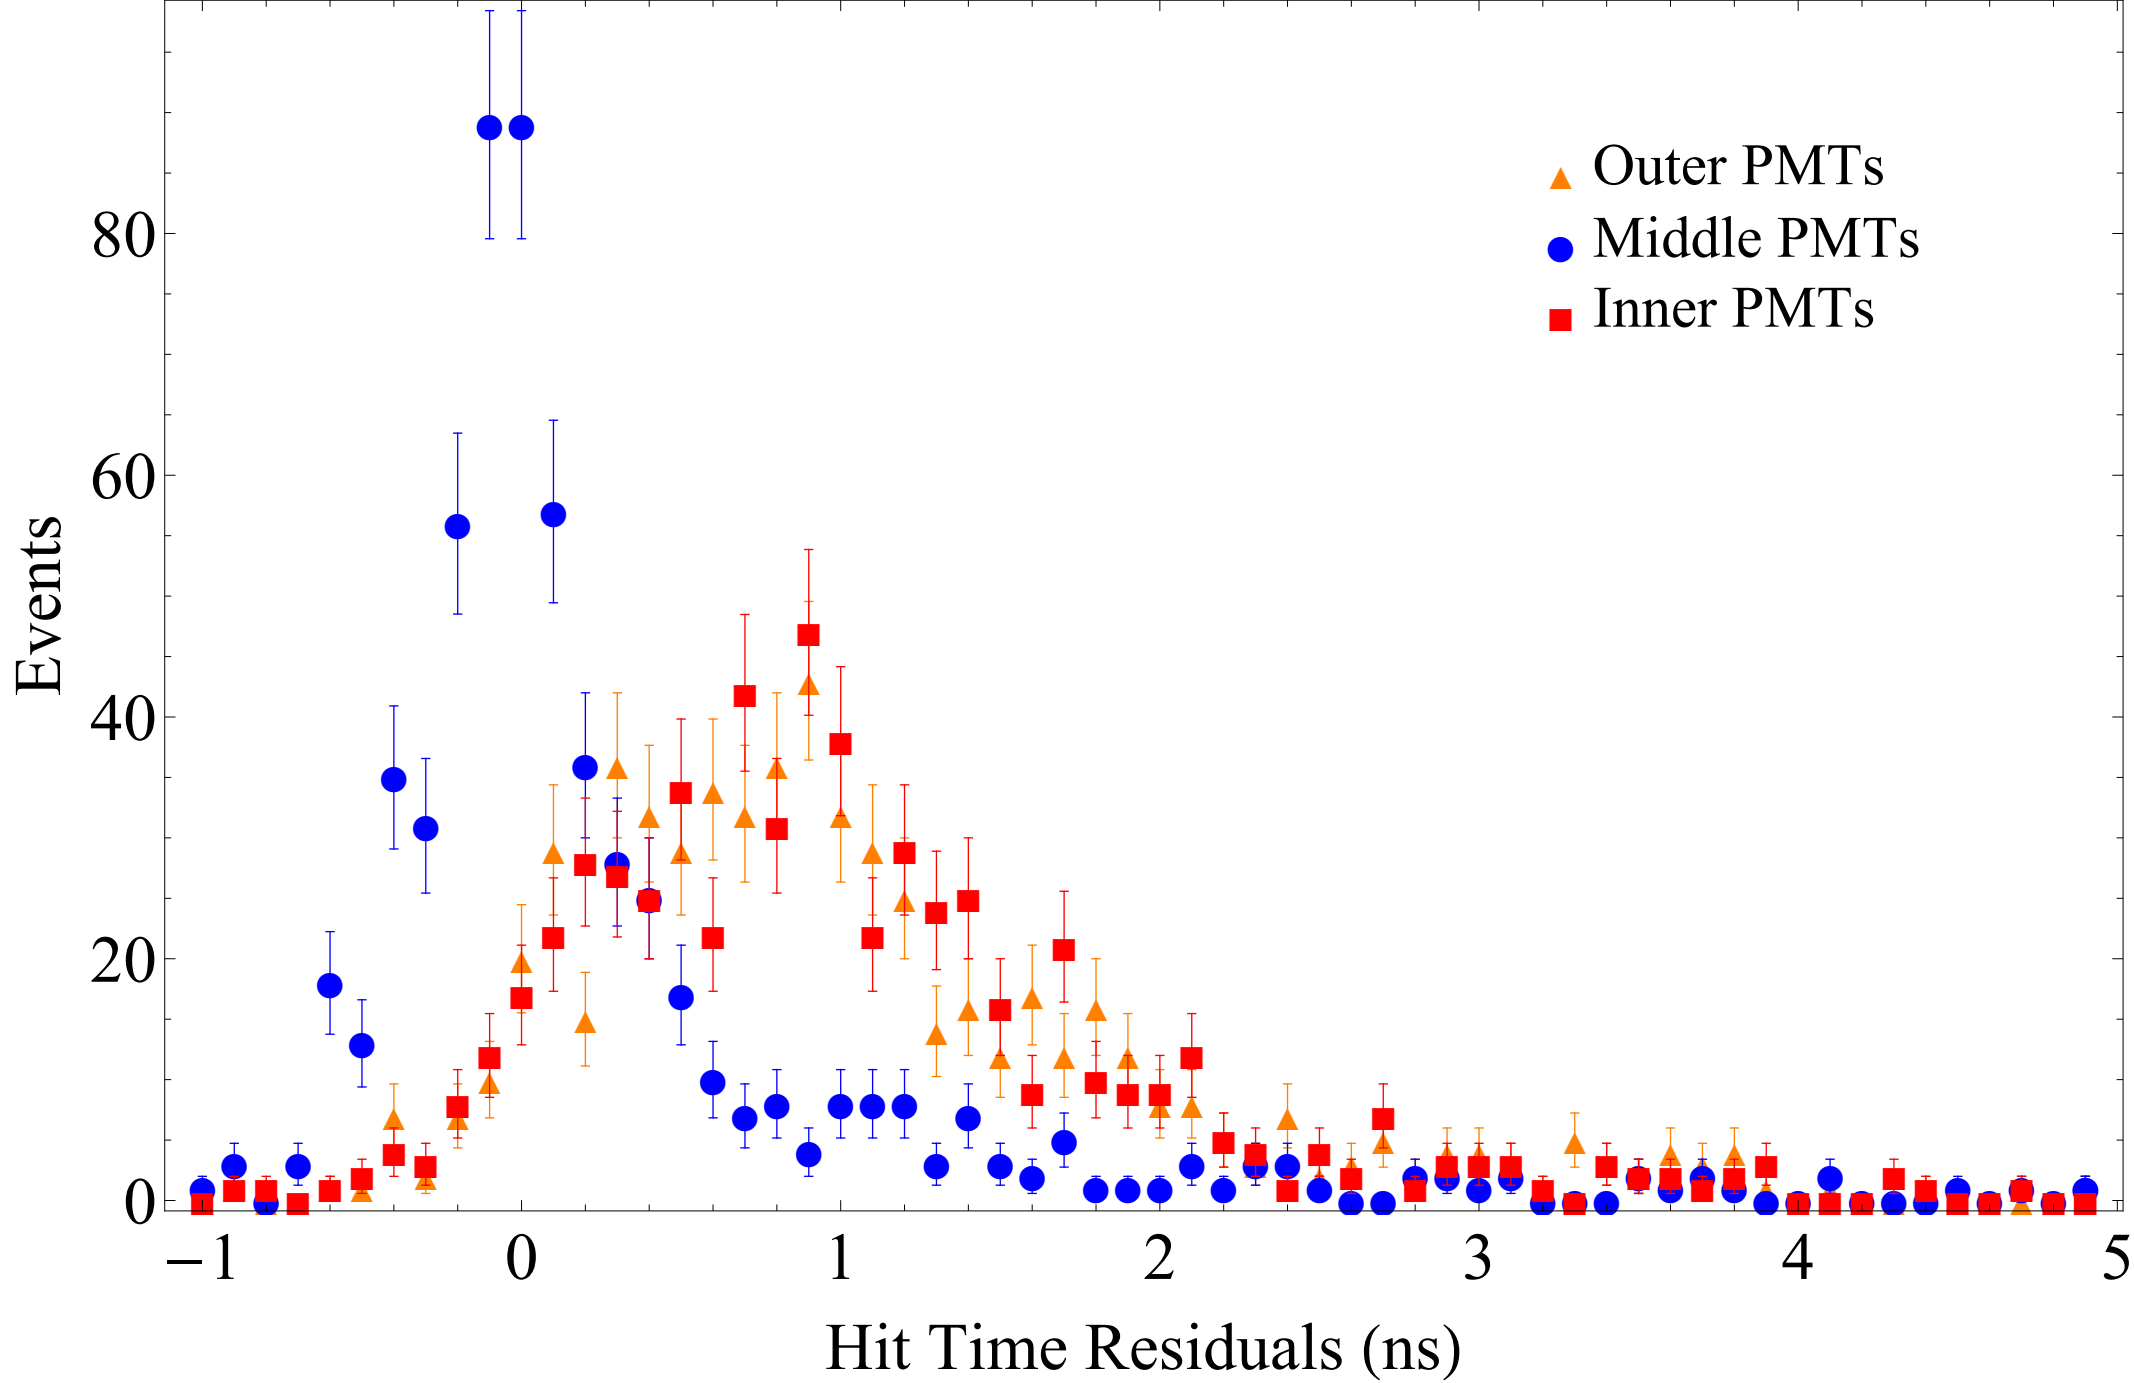 Outer PMTs
Middle PMTs
Inner PMTs
80
60
40
20
0
Events
−1 0 1 2 3 4 5
Hit Time Residuals (ns)